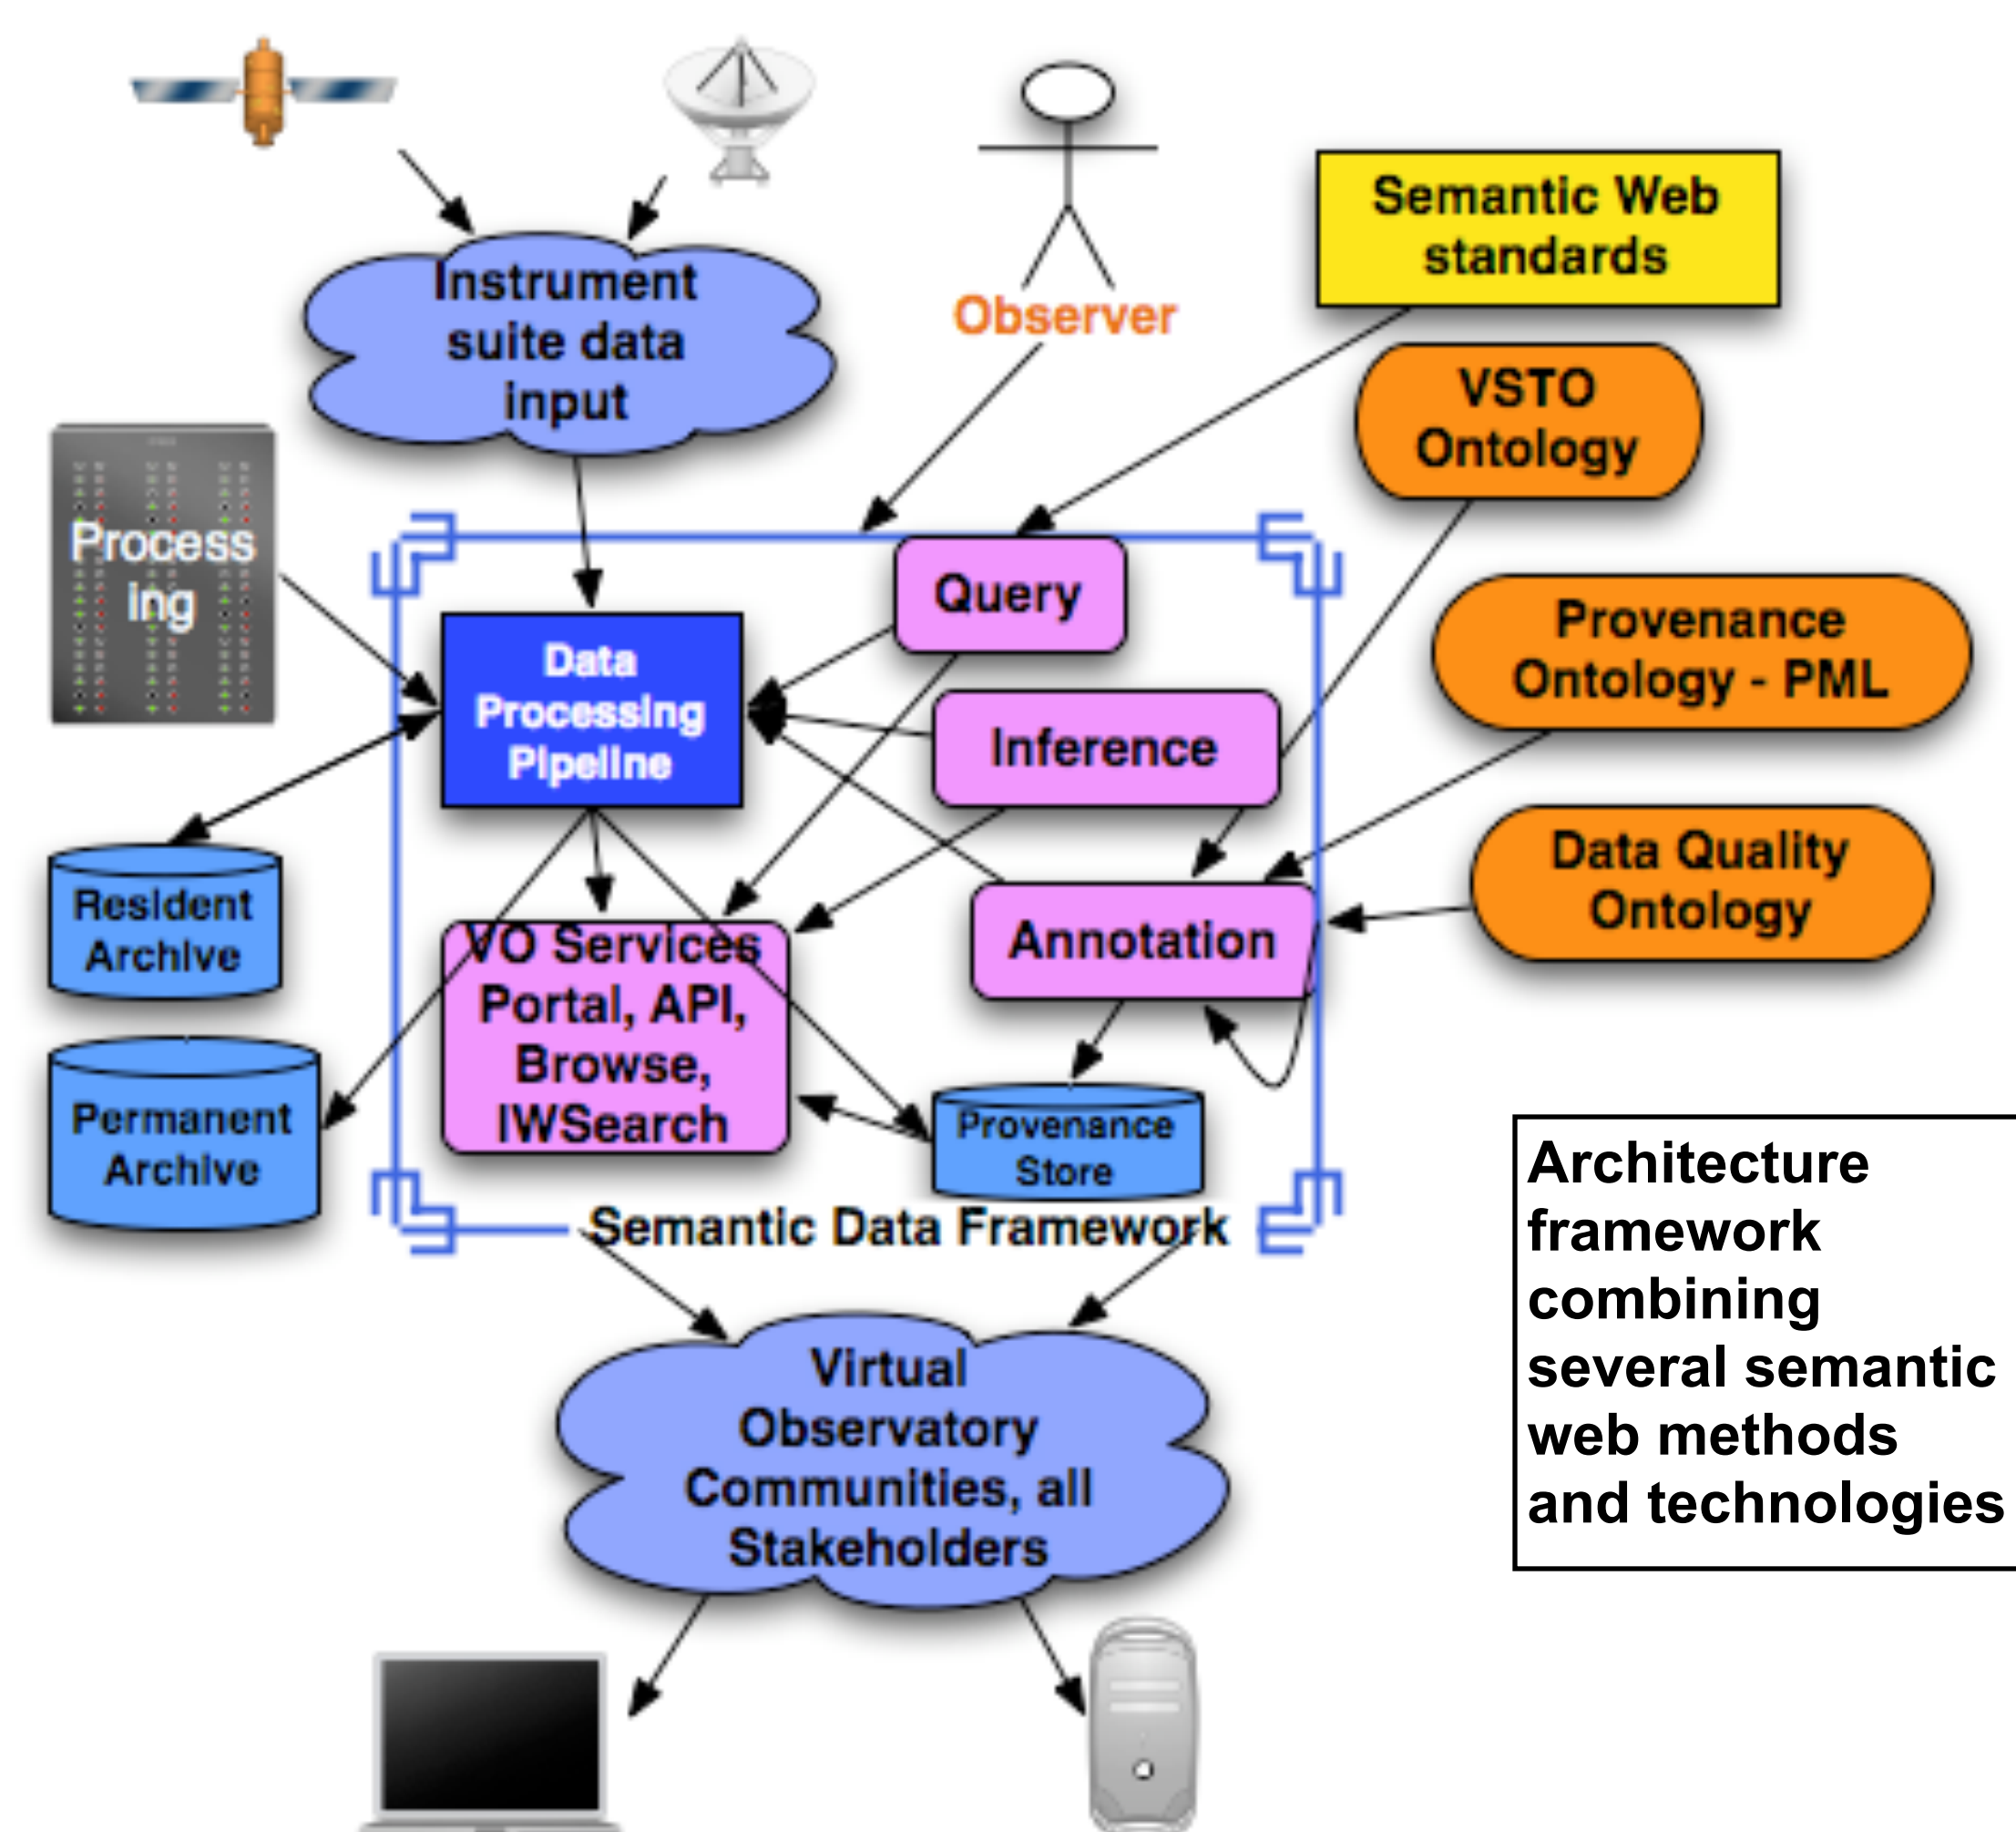 Instrument
suite data
input
Observer
Semantic Web
standards
VSTO
Ontology
Process
ing
Query
Provenance
Ontology - PML
Data
Processing
Pipeline
Inference
Data Quality
Ontology
Resident
Archive
VO Services
Portal, API,
Browse,
IWSearch
Annotation
Permanent
Archive
Provenance
Store
Semantic Data Framework
Architecture
framework
combining
several semantic
web methods
and technologies
Virtual
Observatory
Communities, all
Stakeholders